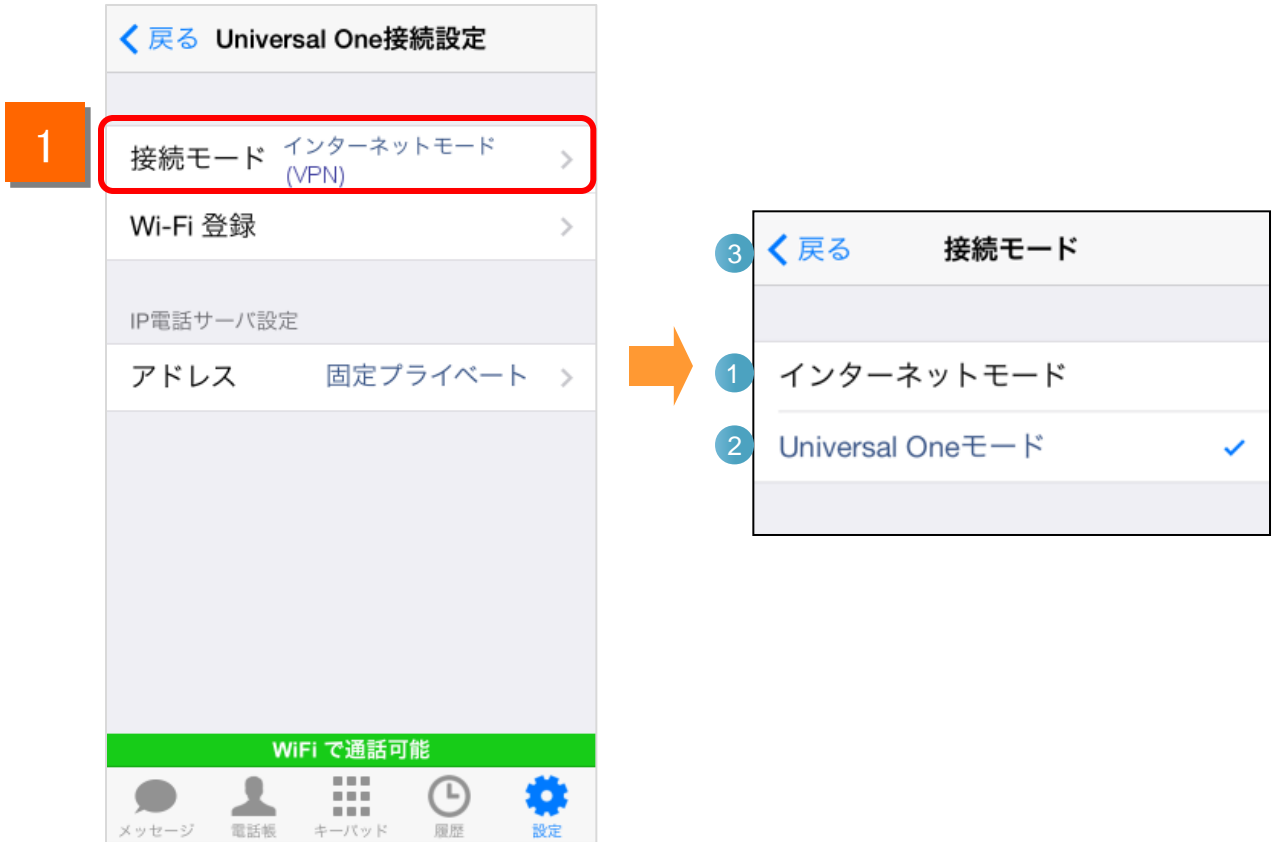 戻る Universal One接続設定
1
接続モード インターネットモード
(VPN)
Wi-Fi 登録
IP電話サーバ設定
アドレス 固定プライベート
WiFi で通話可能
メッセージ 電話帳 キーパッド 履歴 設定
3 戻る 接続モード
1 インターネットモード
2 Universal Oneモード